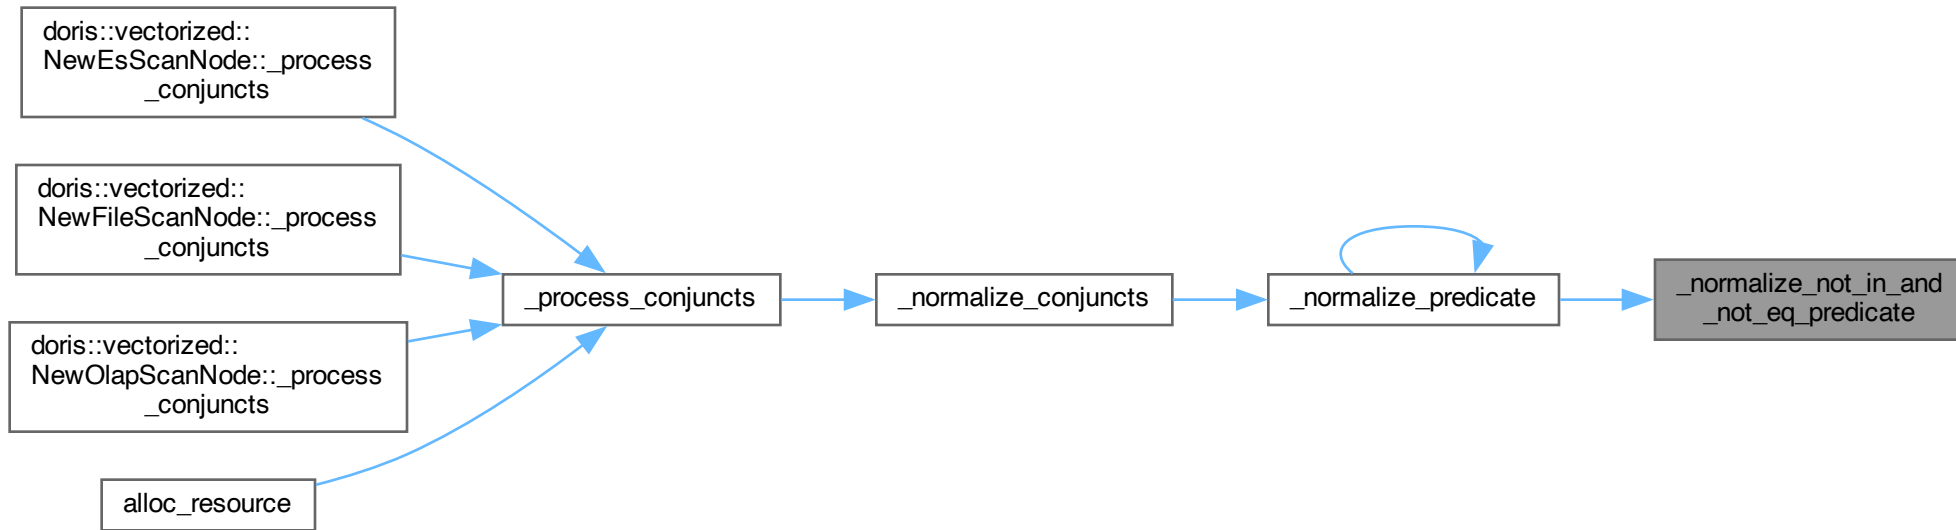 doris::vectorized::
NewEsScanNode::_process
_conjuncts
doris::vectorized::
NewFileScanNode::_process
_conjuncts
doris::vectorized::
NewOlapScanNode::_process
_conjuncts
alloc_resource
_process_conjuncts
_normalize_conjuncts
_normalize_predicate
_normalize_not_in_and
_not_eq_predicate